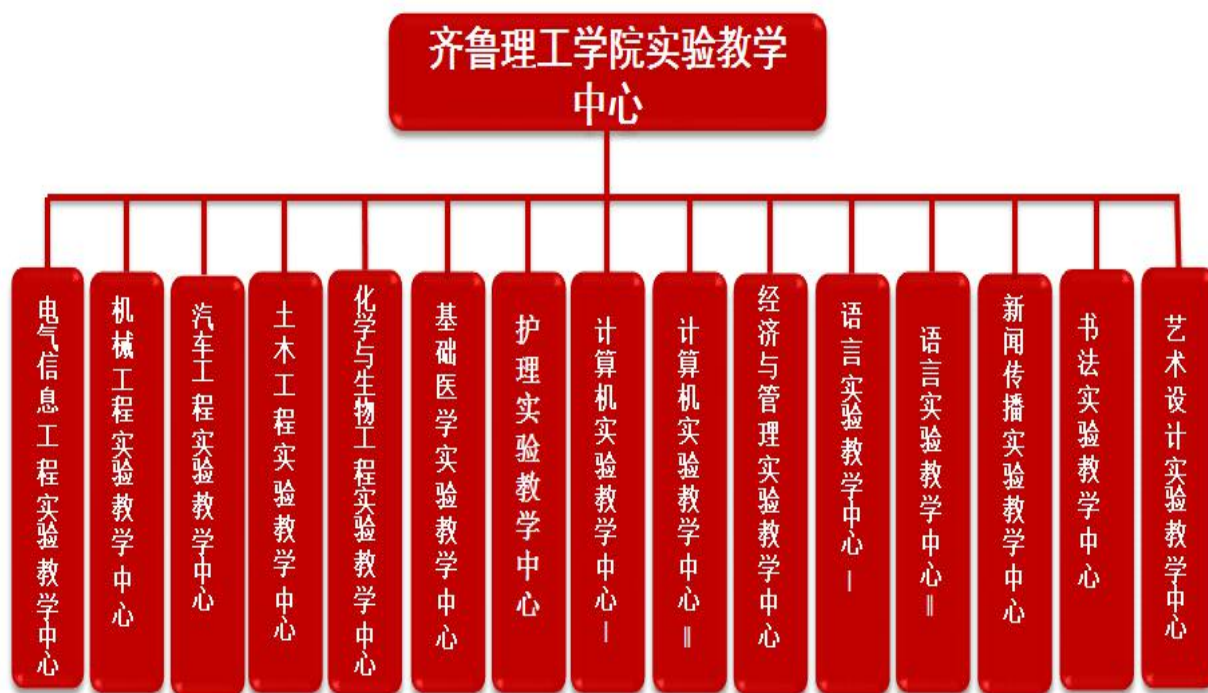 齐鲁理工学院实验教学
中心
电气信息工程实验教学中心
机械工程实验教学中心
汽车工程实验教学中心
土木工程实验教学中心
化学与生物工程实验教学中心
基础医学实验教学中心
护理实验教学中心
计算机实验教学中心Ⅰ
计算机实验教学中心Ⅱ
经济与管理实验教学中心
语言实验教学中心Ⅰ
语言实验教学中心Ⅱ
新闻传播实验教学中心
书法实验教学中心
艺术设计实验教学中心